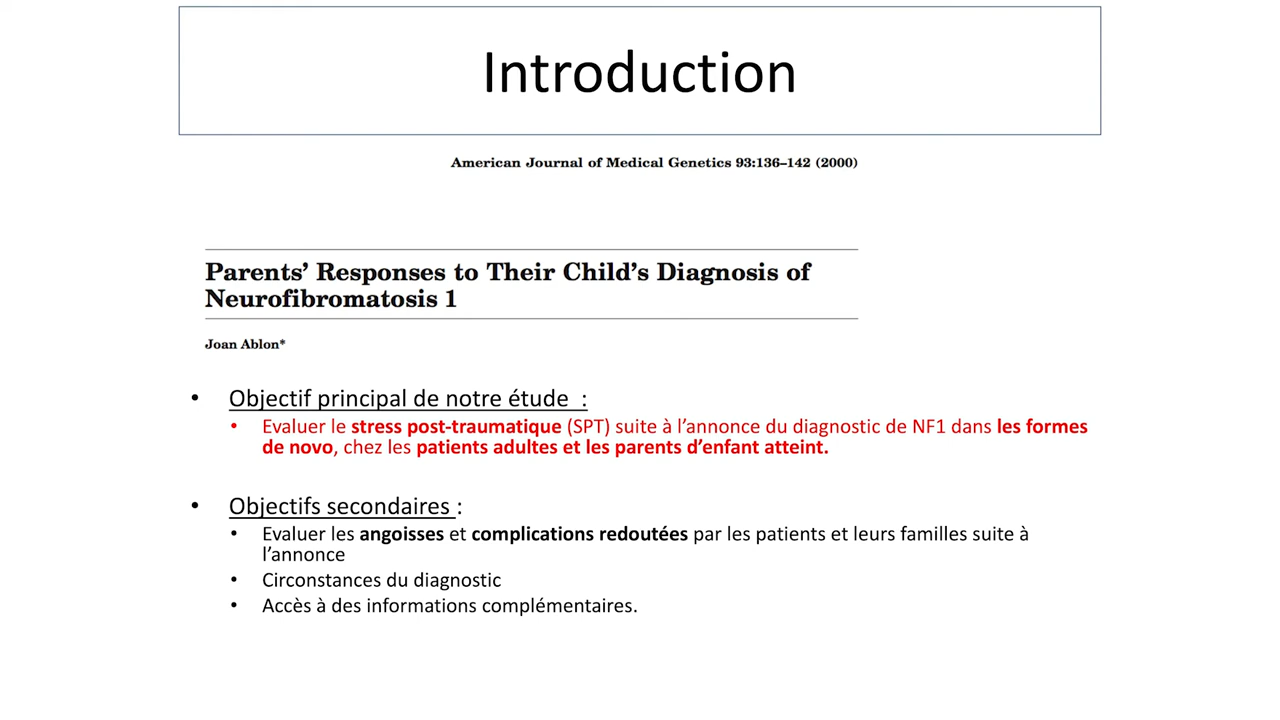 Introduction
American Journal of Medical Genetics 93:136–142 (2000)
Parents’ Responses to Their Child’s Diagnosis of
Neurofibromatosis 1
Joan Ablon*
• Objectif principal de notre étude :
• Evaluer le stress post-traumatique (SPT) suite à l’annonce du diagnostic de NF1 dans les formes
de novo, chez les patients adultes et les parents d’enfant atteint.
• Objectifs secondaires :
• Evaluer les angoisses et complications redoutées par les patients et leurs familles suite à
l’annonce
• Circonstances du diagnostic
• Accès à des informations complémentaires.